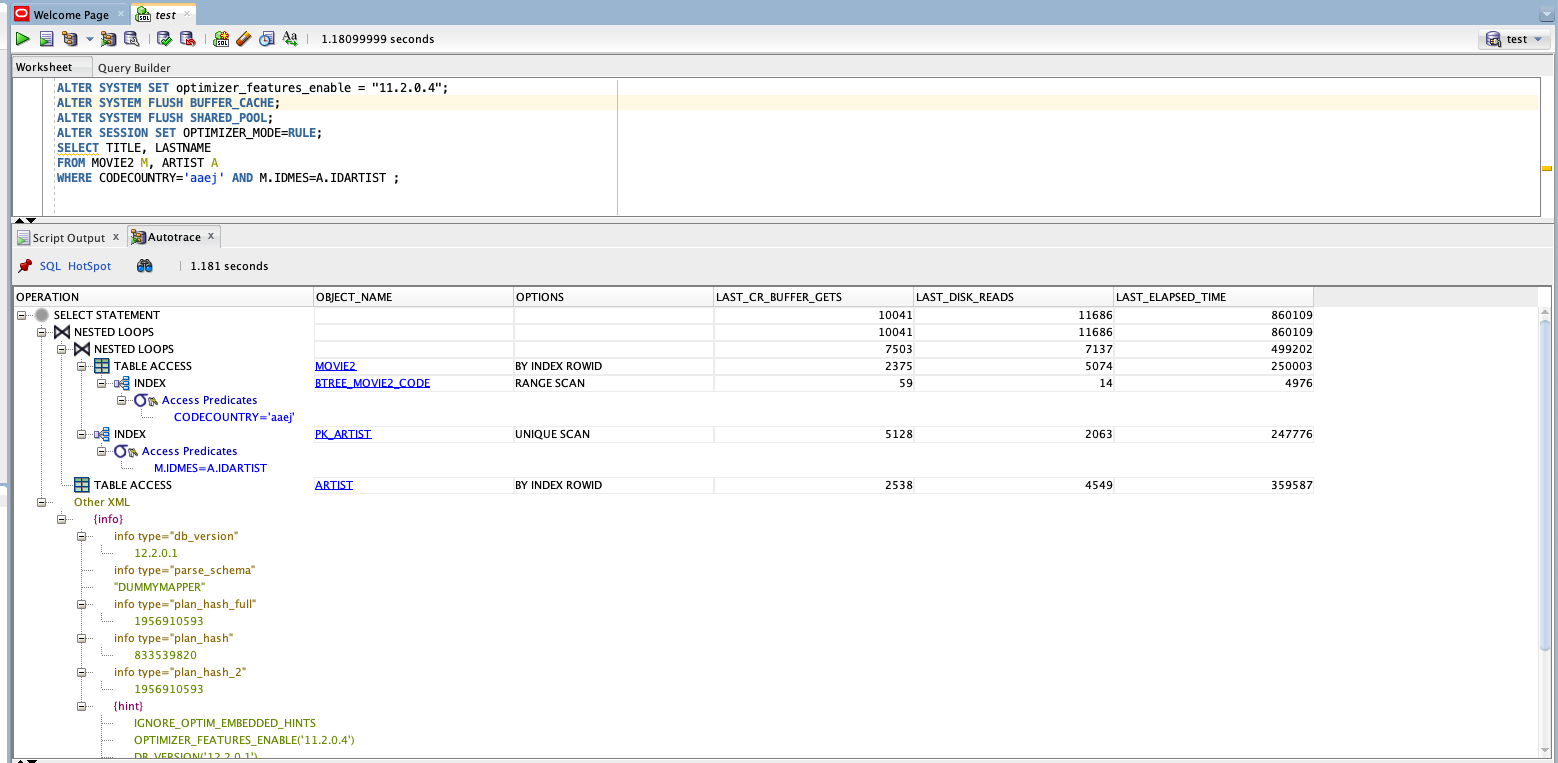 Welcome Page
test
1.18099999 seconds
test
Worksheet
Query Builder
ALTER SYSTEM SET optimizer_features_enable = "11.2.0.4";
ALTER SYSTEM FLUSH BUFFER_CACHE;
ALTER SYSTEM FLUSH SHARED_POOL;
ALTER SESSION SET OPTIMIZER_MODE=RULE;
SELECT TITLE, LASTNAME
FROM MOVIE2 M, ARTIST A
WHERE CODECOUNTRY='aaej' AND M.IDMES=A.IDARTIST ;
Script Output x
Autotrace x
SQL HotSpot 1.181 seconds
OPERATION OBJECT_NAME OPTIONS LAST_CR_BUFFER_GETS LAST_DISK_READS LAST_ELAPSED_TIME
SELECT STATEMENT 10041 11686 860109
NESTED LOOPS 10041 11686 860109
NESTED LOOPS 7503 7137 499202
TABLE ACCESS MOVIE2 BY INDEX ROWID 2375 5074 250003
INDEX BTREE_MOVIE2_CODE RANGE SCAN 59 14 4976
Access Predicates
CODECOUNTRY='aaej'
INDEX PK_ARTIST UNIQUE SCAN 5128 2063 247776
Access Predicates
M.IDMES=A.IDARTIST
TABLE ACCESS ARTIST BY INDEX ROWID 2538 4549 359587
Other XML
{info}
info type="db_version"
12.2.0.1
info type="parse_schema"
"DUMMYMAPPER"
info type="plan_hash_full"
1956910593
info type="plan_hash"
833539820
info type="plan_hash_2"
1956910593
{hint}
IGNORE_OPTIM_EMBEDDED_HINTS
OPTIMIZER_FEATURES_ENABLE('11.2.0.4')
DB_VERSION('12.2.0.1')